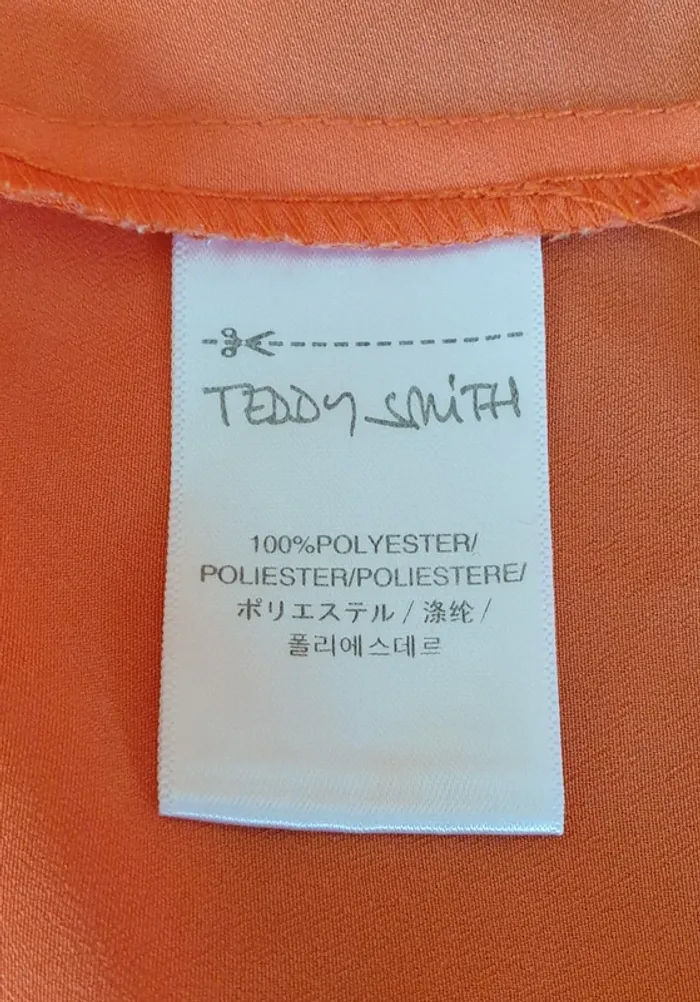 TEDDY SMITH
100%POLYESTER/
POLIESTER/POLIESTERE/
ポリエステル / 涤纶 /
폴리에스데르